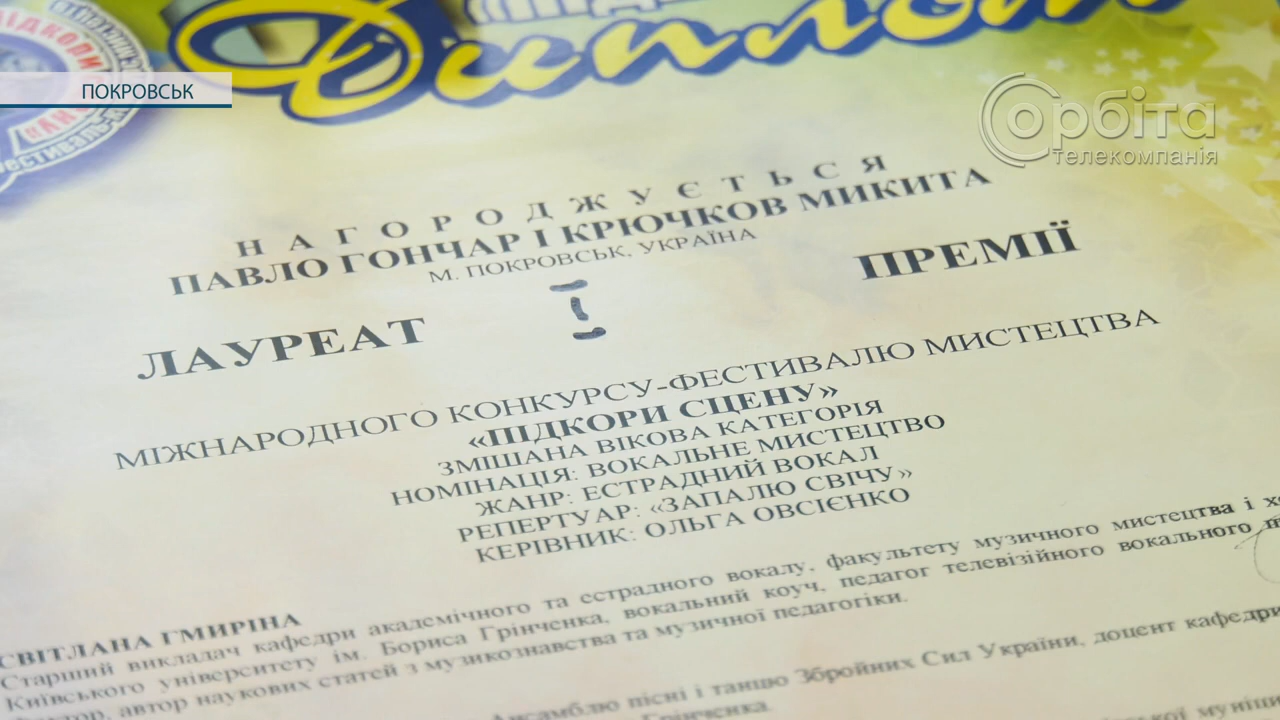 Диплом
ПІДКОРИ
ПОКРОВСЬК
Орбіта
телекомпанія
НАГОРОДЖУЄТЬСЯ
ПАВЛО ГОНЧАР І КРЮЧКОВ МИКИТА
М. ПОКРОВСЬК, УКРАЇНА
ЛАУРЕАТ I ПРЕМІЇ
МІЖНАРОДНОГО КОНКУРСУ-ФЕСТИВАЛЮ МИСТЕЦТВА
«ПІДКОРИ СЦЕНУ»
ЗМІШАНА ВІКОВА КАТЕГОРІЯ
НОМІНАЦІЯ: ВОКАЛЬНЕ МИСТЕЦТВО
ЖАНР: ЕСТРАДНИЙ ВОКАЛ
РЕПЕРТУАР: «ЗАПАЛЮ СВІЧУ»
КЕРІВНИК: ОЛЬГА ОВСІЄНКО
СВІТЛАНА ГМИРІНА
Старший викладач кафедри академічного та естрадного вокалу, факультету музичного мистецтва і
Київського університету ім. Бориса Грінченка, вокальний коуч, педагог телевізійного вокального
автор наукових статей з музикознавства та музичної педагогіки.
Ансамблю пісні і танцю Збройних Сил України, доцент кафедри
Грінченка.